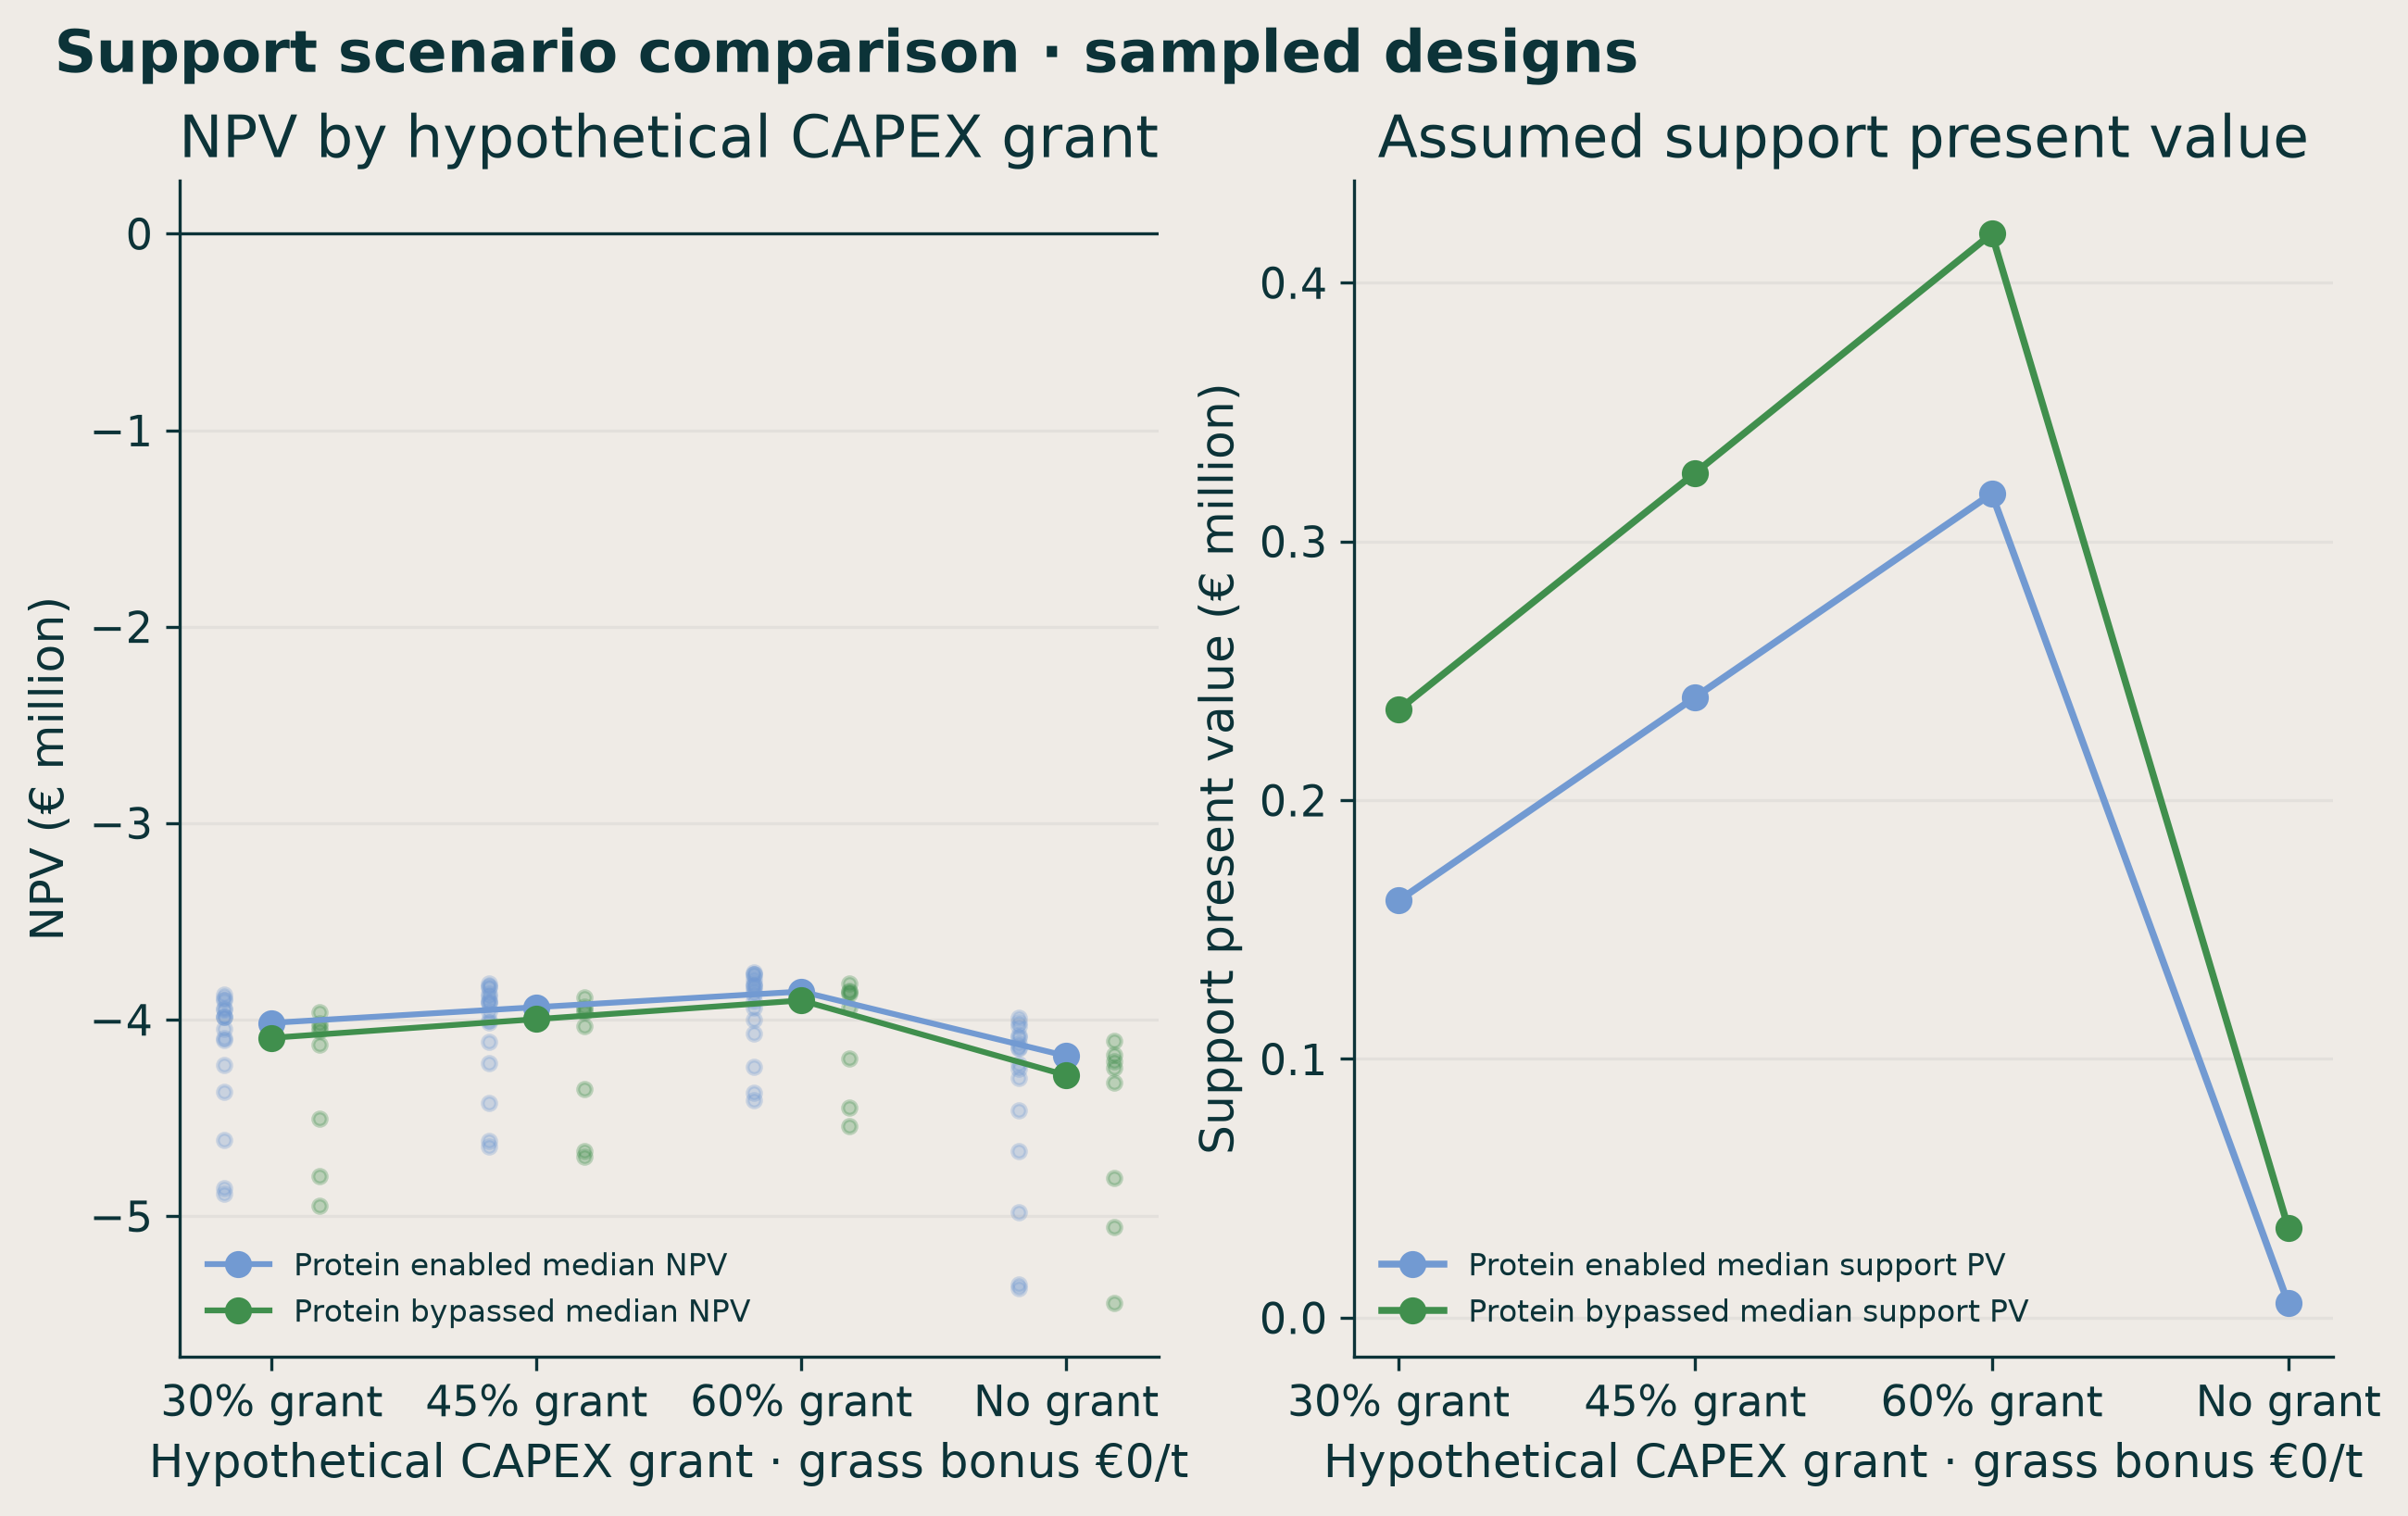 Support scenario comparison · sampled designs
NPV by hypothetical CAPEX grant
NPV (€ million)
0
−1
−2
−3
−4
−5
Protein enabled median NPV
Protein bypassed median NPV
30% grant 45% grant 60% grant No grant
Hypothetical CAPEX grant · grass bonus €0/t
Assumed support present value
Support present value (€ million)
0.4
0.3
0.2
0.1
0.0
Protein enabled median support PV
Protein bypassed median support PV
30% grant 45% grant 60% grant No grant
Hypothetical CAPEX grant · grass bonus €0/t